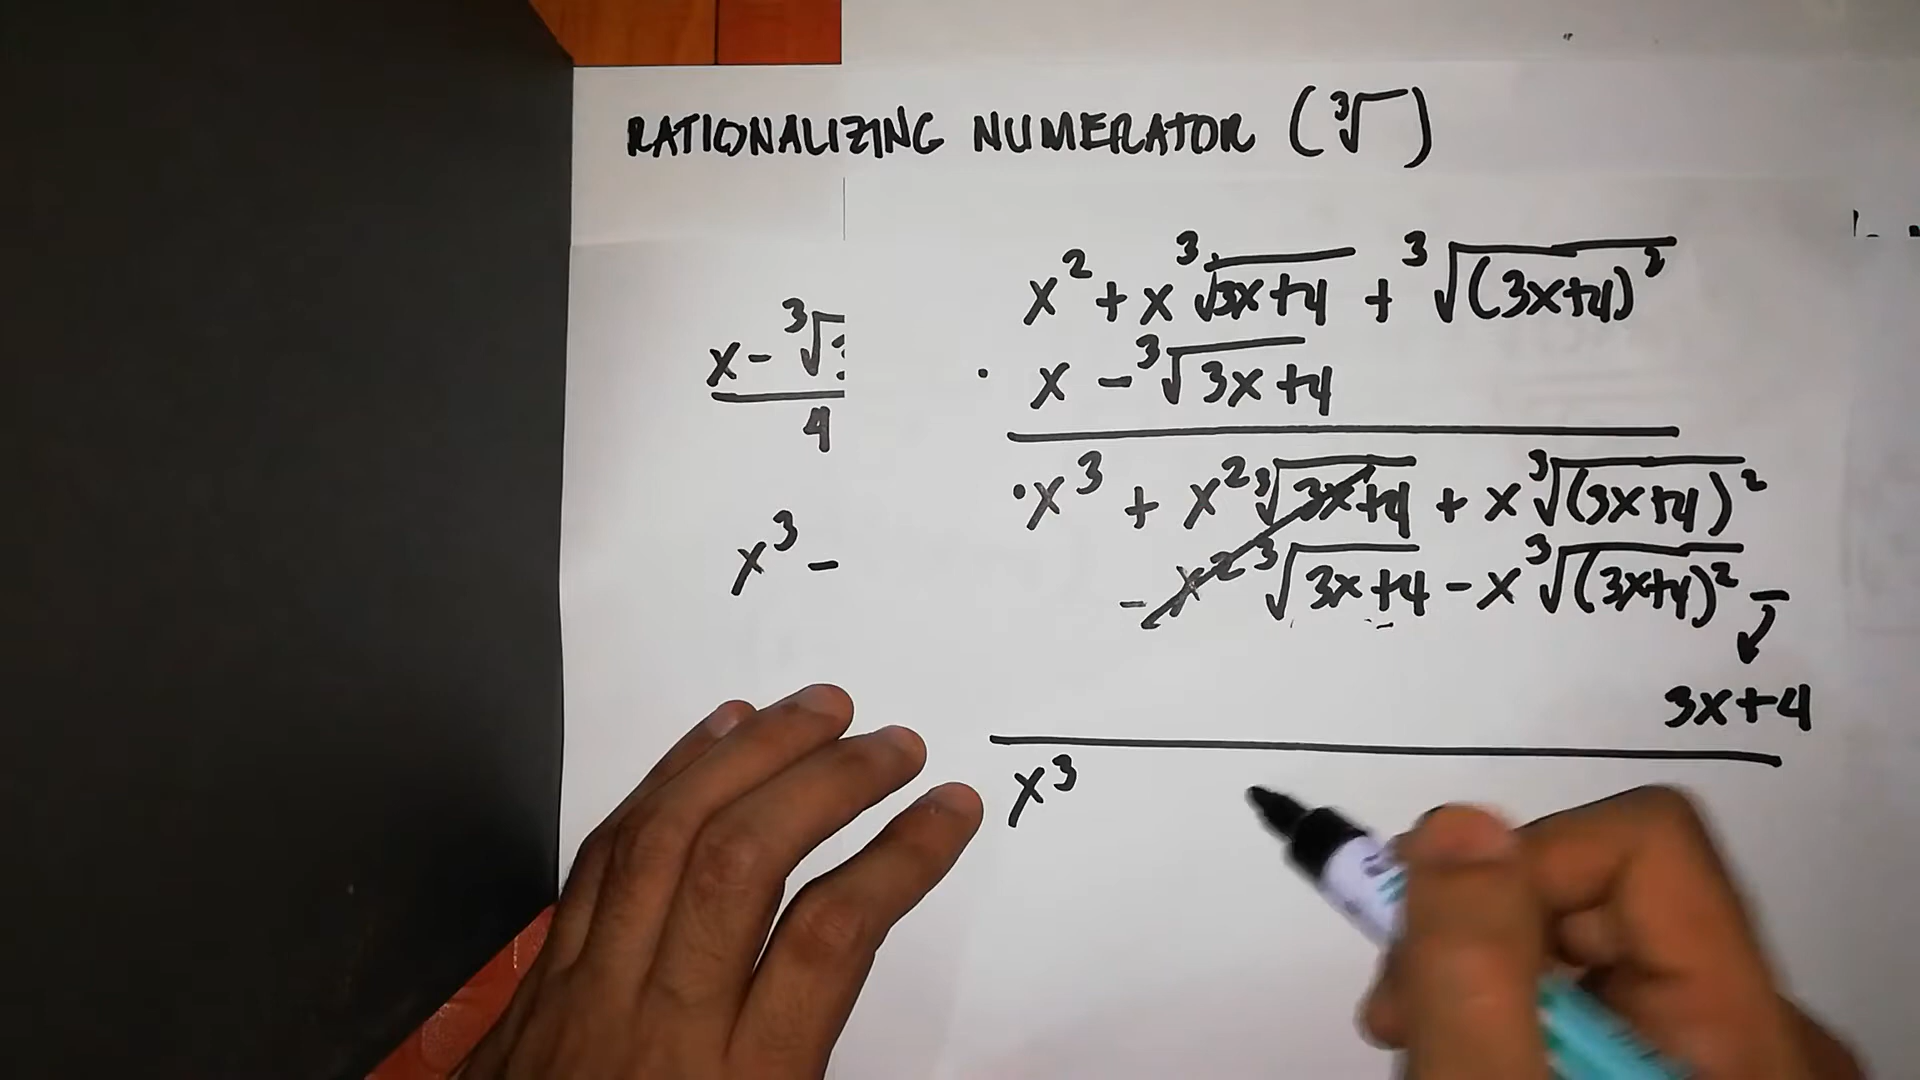 RATIONALIZING NUMERATOR (∛ )
x² + x ∛(3x+4) + ∛((3x+4)²)
· x - ∛(3x+4)
x³ + x² ∛(3x+4) + x ∛((3x+4)²)
- x² ∛(3x+4) - x ∛((3x+4)²) -
3x+4
x³
x - ∛3
4
x³ -